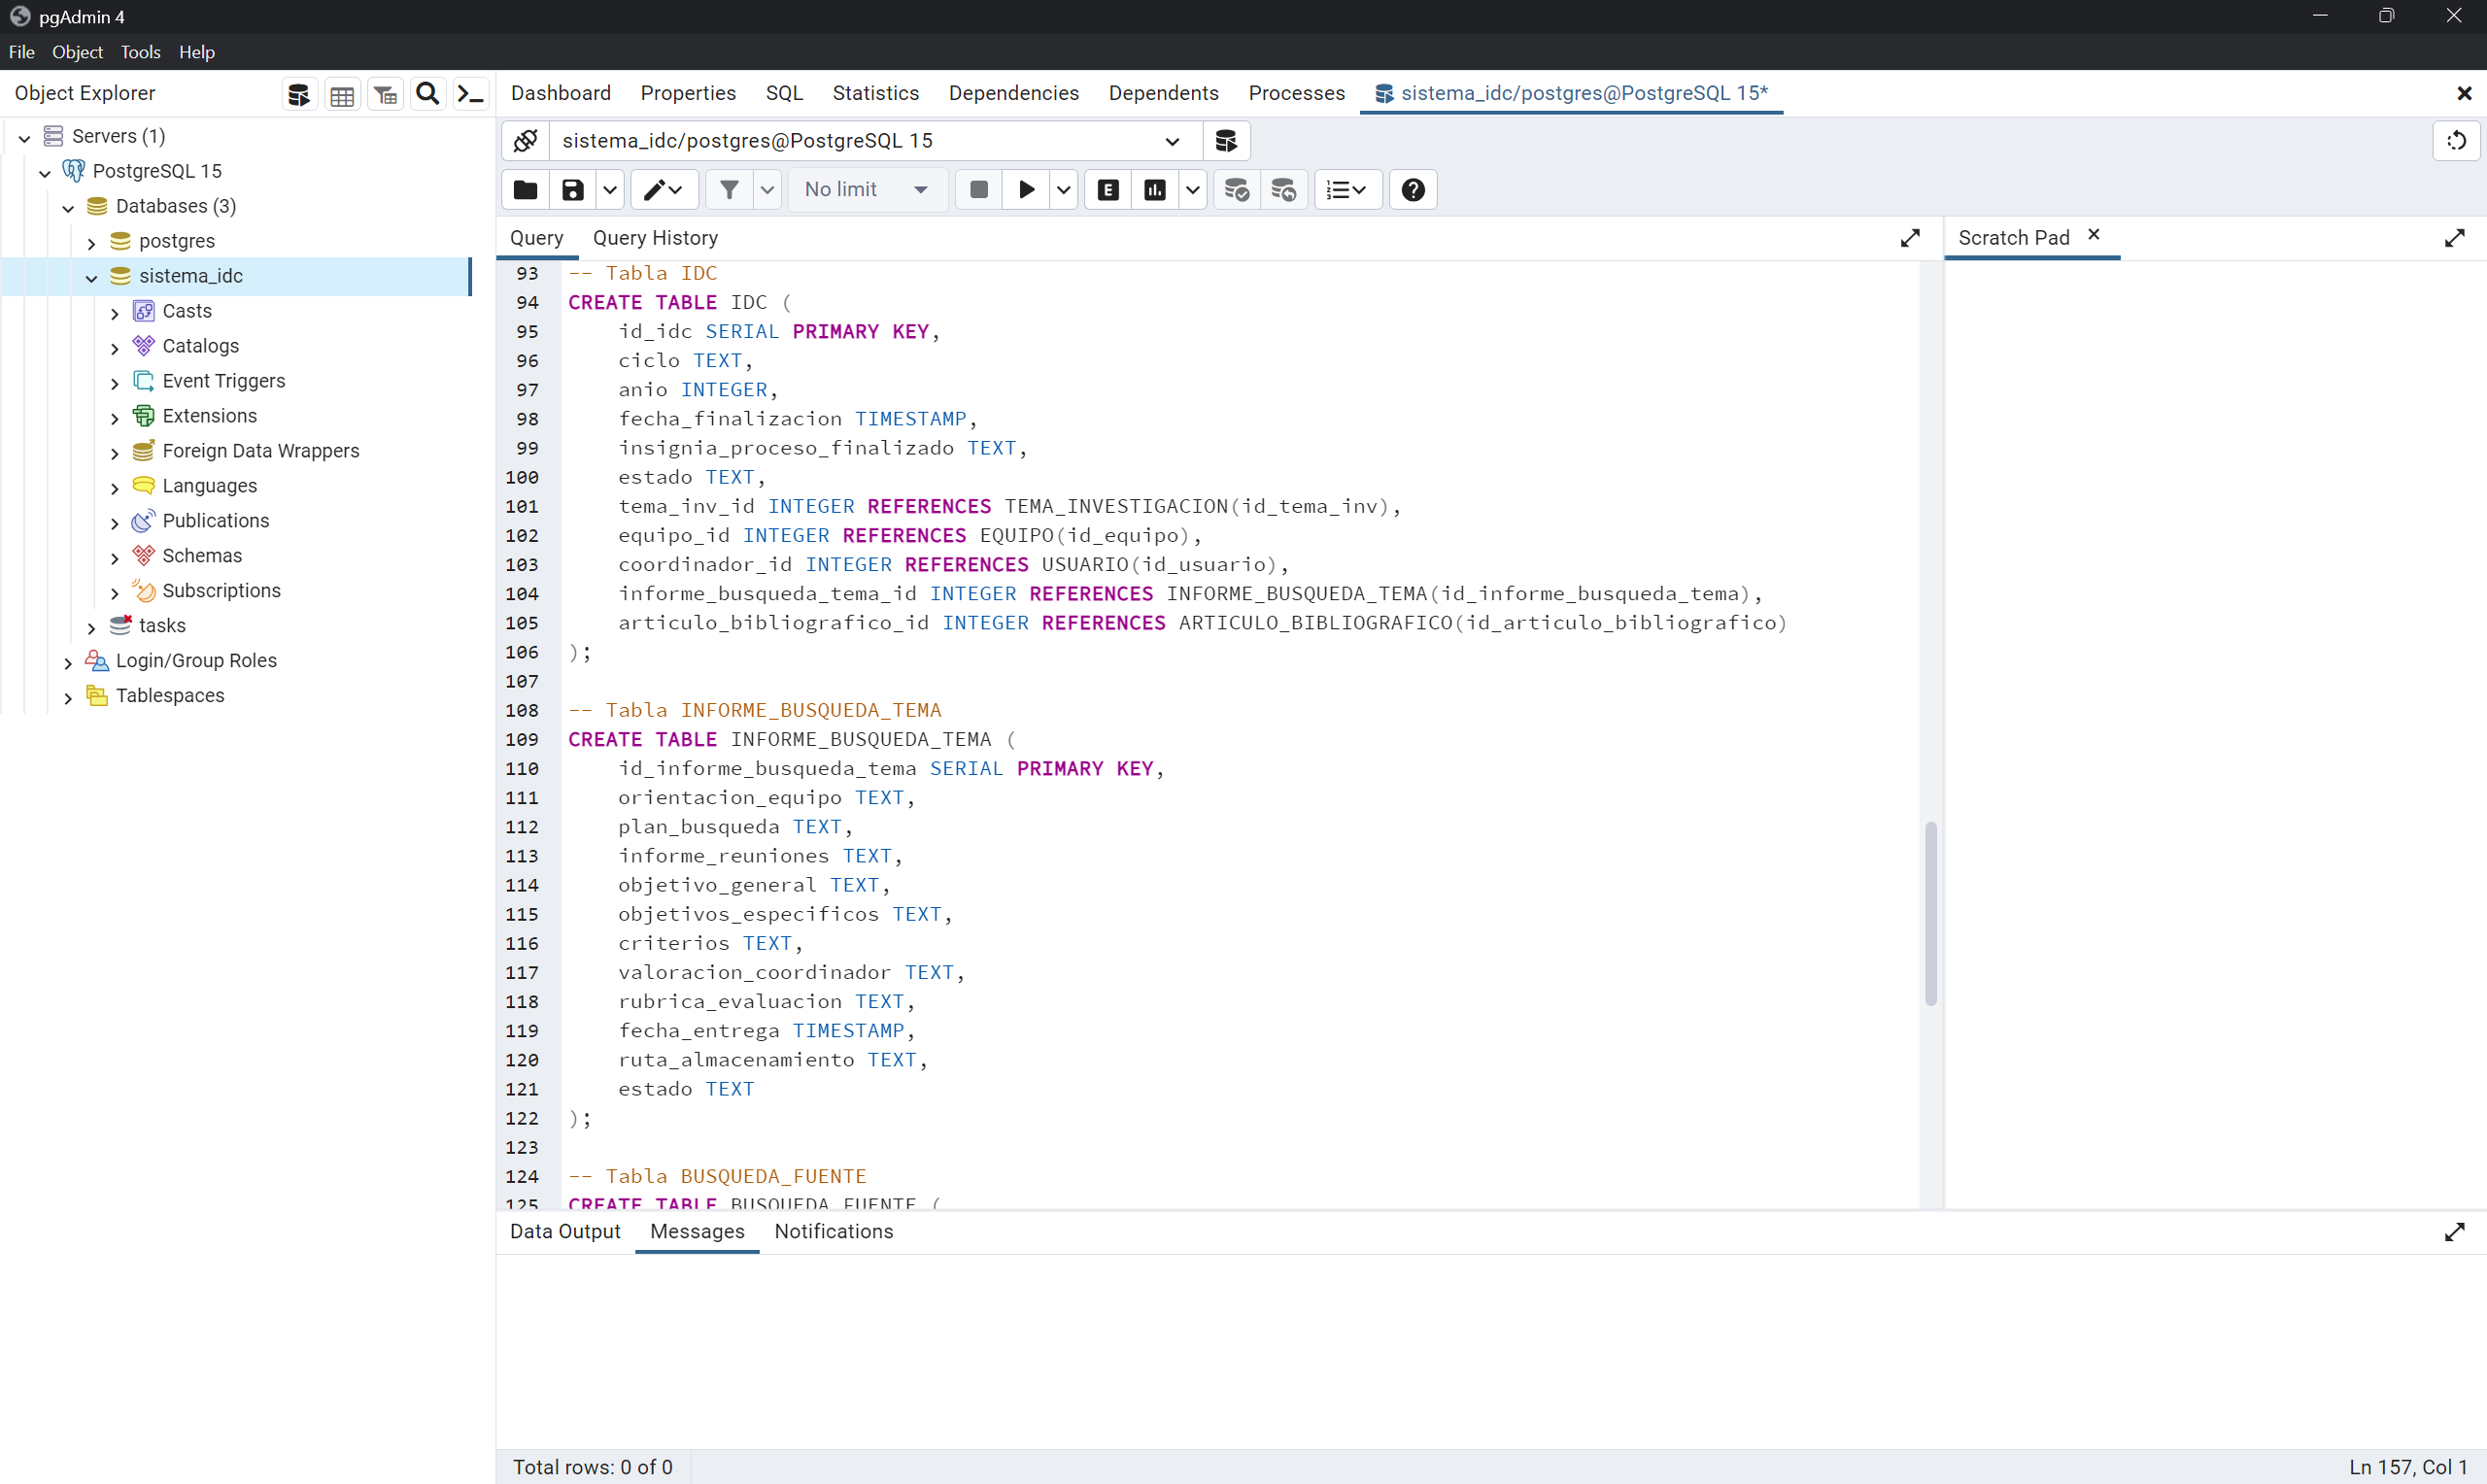 pgAdmin 4
File Object Tools Help
Object Explorer
Dashboard Properties SQL Statistics Dependencies Dependents Processes sistema_idc/postgres@PostgreSQL 15*
Servers (1)
PostgreSQL 15
Databases (3)
postgres
sistema_idc
Casts
Catalogs
Event Triggers
Extensions
Foreign Data Wrappers
Languages
Publications
Schemas
Subscriptions
tasks
Login/Group Roles
Tablespaces
sistema_idc/postgres@PostgreSQL 15
No limit
E
Query Query History
Scratch Pad
93 -- Tabla IDC
94 CREATE TABLE IDC (
95 id_idc SERIAL PRIMARY KEY,
96 ciclo TEXT,
97 anio INTEGER,
98 fecha_finalizacion TIMESTAMP,
99 insignia_proceso_finalizado TEXT,
100 estado TEXT,
101 tema_inv_id INTEGER REFERENCES TEMA_INVESTIGACION(id_tema_inv),
102 equipo_id INTEGER REFERENCES EQUIPO(id_equipo),
103 coordinador_id INTEGER REFERENCES USUARIO(id_usuario),
104 informe_busqueda_tema_id INTEGER REFERENCES INFORME_BUSQUEDA_TEMA(id_informe_busqueda_tema),
105 articulo_bibliografico_id INTEGER REFERENCES ARTICULO_BIBLIOGRAFICO(id_articulo_bibliografico)
106 );
107
108 -- Tabla INFORME_BUSQUEDA_TEMA
109 CREATE TABLE INFORME_BUSQUEDA_TEMA (
110 id_informe_busqueda_tema SERIAL PRIMARY KEY,
111 orientacion_equipo TEXT,
112 plan_busqueda TEXT,
113 informe_reuniones TEXT,
114 objetivo_general TEXT,
115 objetivos_especificos TEXT,
116 criterios TEXT,
117 valoracion_coordinador TEXT,
118 rubrica_evaluacion TEXT,
119 fecha_entrega TIMESTAMP,
120 ruta_almacenamiento TEXT,
121 estado TEXT
122 );
123
124 -- Tabla BUSQUEDA_FUENTE
125 CREATE TABLE BUSQUEDA_FUENTE (
Data Output Messages Notifications
Total rows: 0 of 0
Ln 157, Col 1